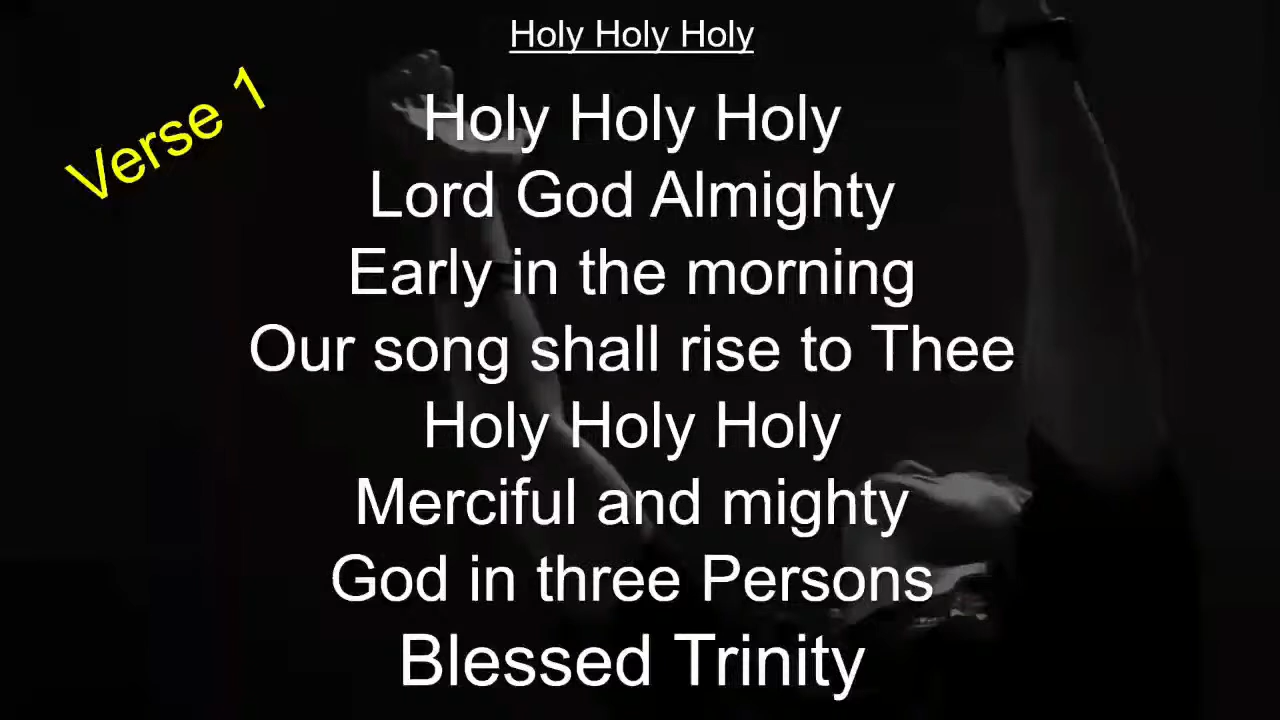 Holy Holy Holy
Verse 1
Holy Holy Holy
Lord God Almighty
Early in the morning
Our song shall rise to Thee
Holy Holy Holy
Merciful and mighty
God in three Persons
Blessed Trinity